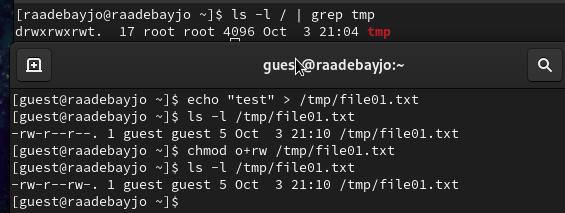 [raadebayjo@raadebayjo ~]$ ls -l / | grep tmp
drwxrwxrwt.  17 root root 4096 Oct  3 21:04 tmp
guest@raadebayjo:~
[guest@raadebayjo ~]$ echo "test" > /tmp/file01.txt
[guest@raadebayjo ~]$ ls -l /tmp/file01.txt
-rw-r--r--. 1 guest guest 5 Oct  3 21:10 /tmp/file01.txt
[guest@raadebayjo ~]$ chmod o+rw /tmp/file01.txt
[guest@raadebayjo ~]$ ls -l /tmp/file01.txt
-rw-r--rw-. 1 guest guest 5 Oct  3 21:10 /tmp/file01.txt
[guest@raadebayjo ~]$